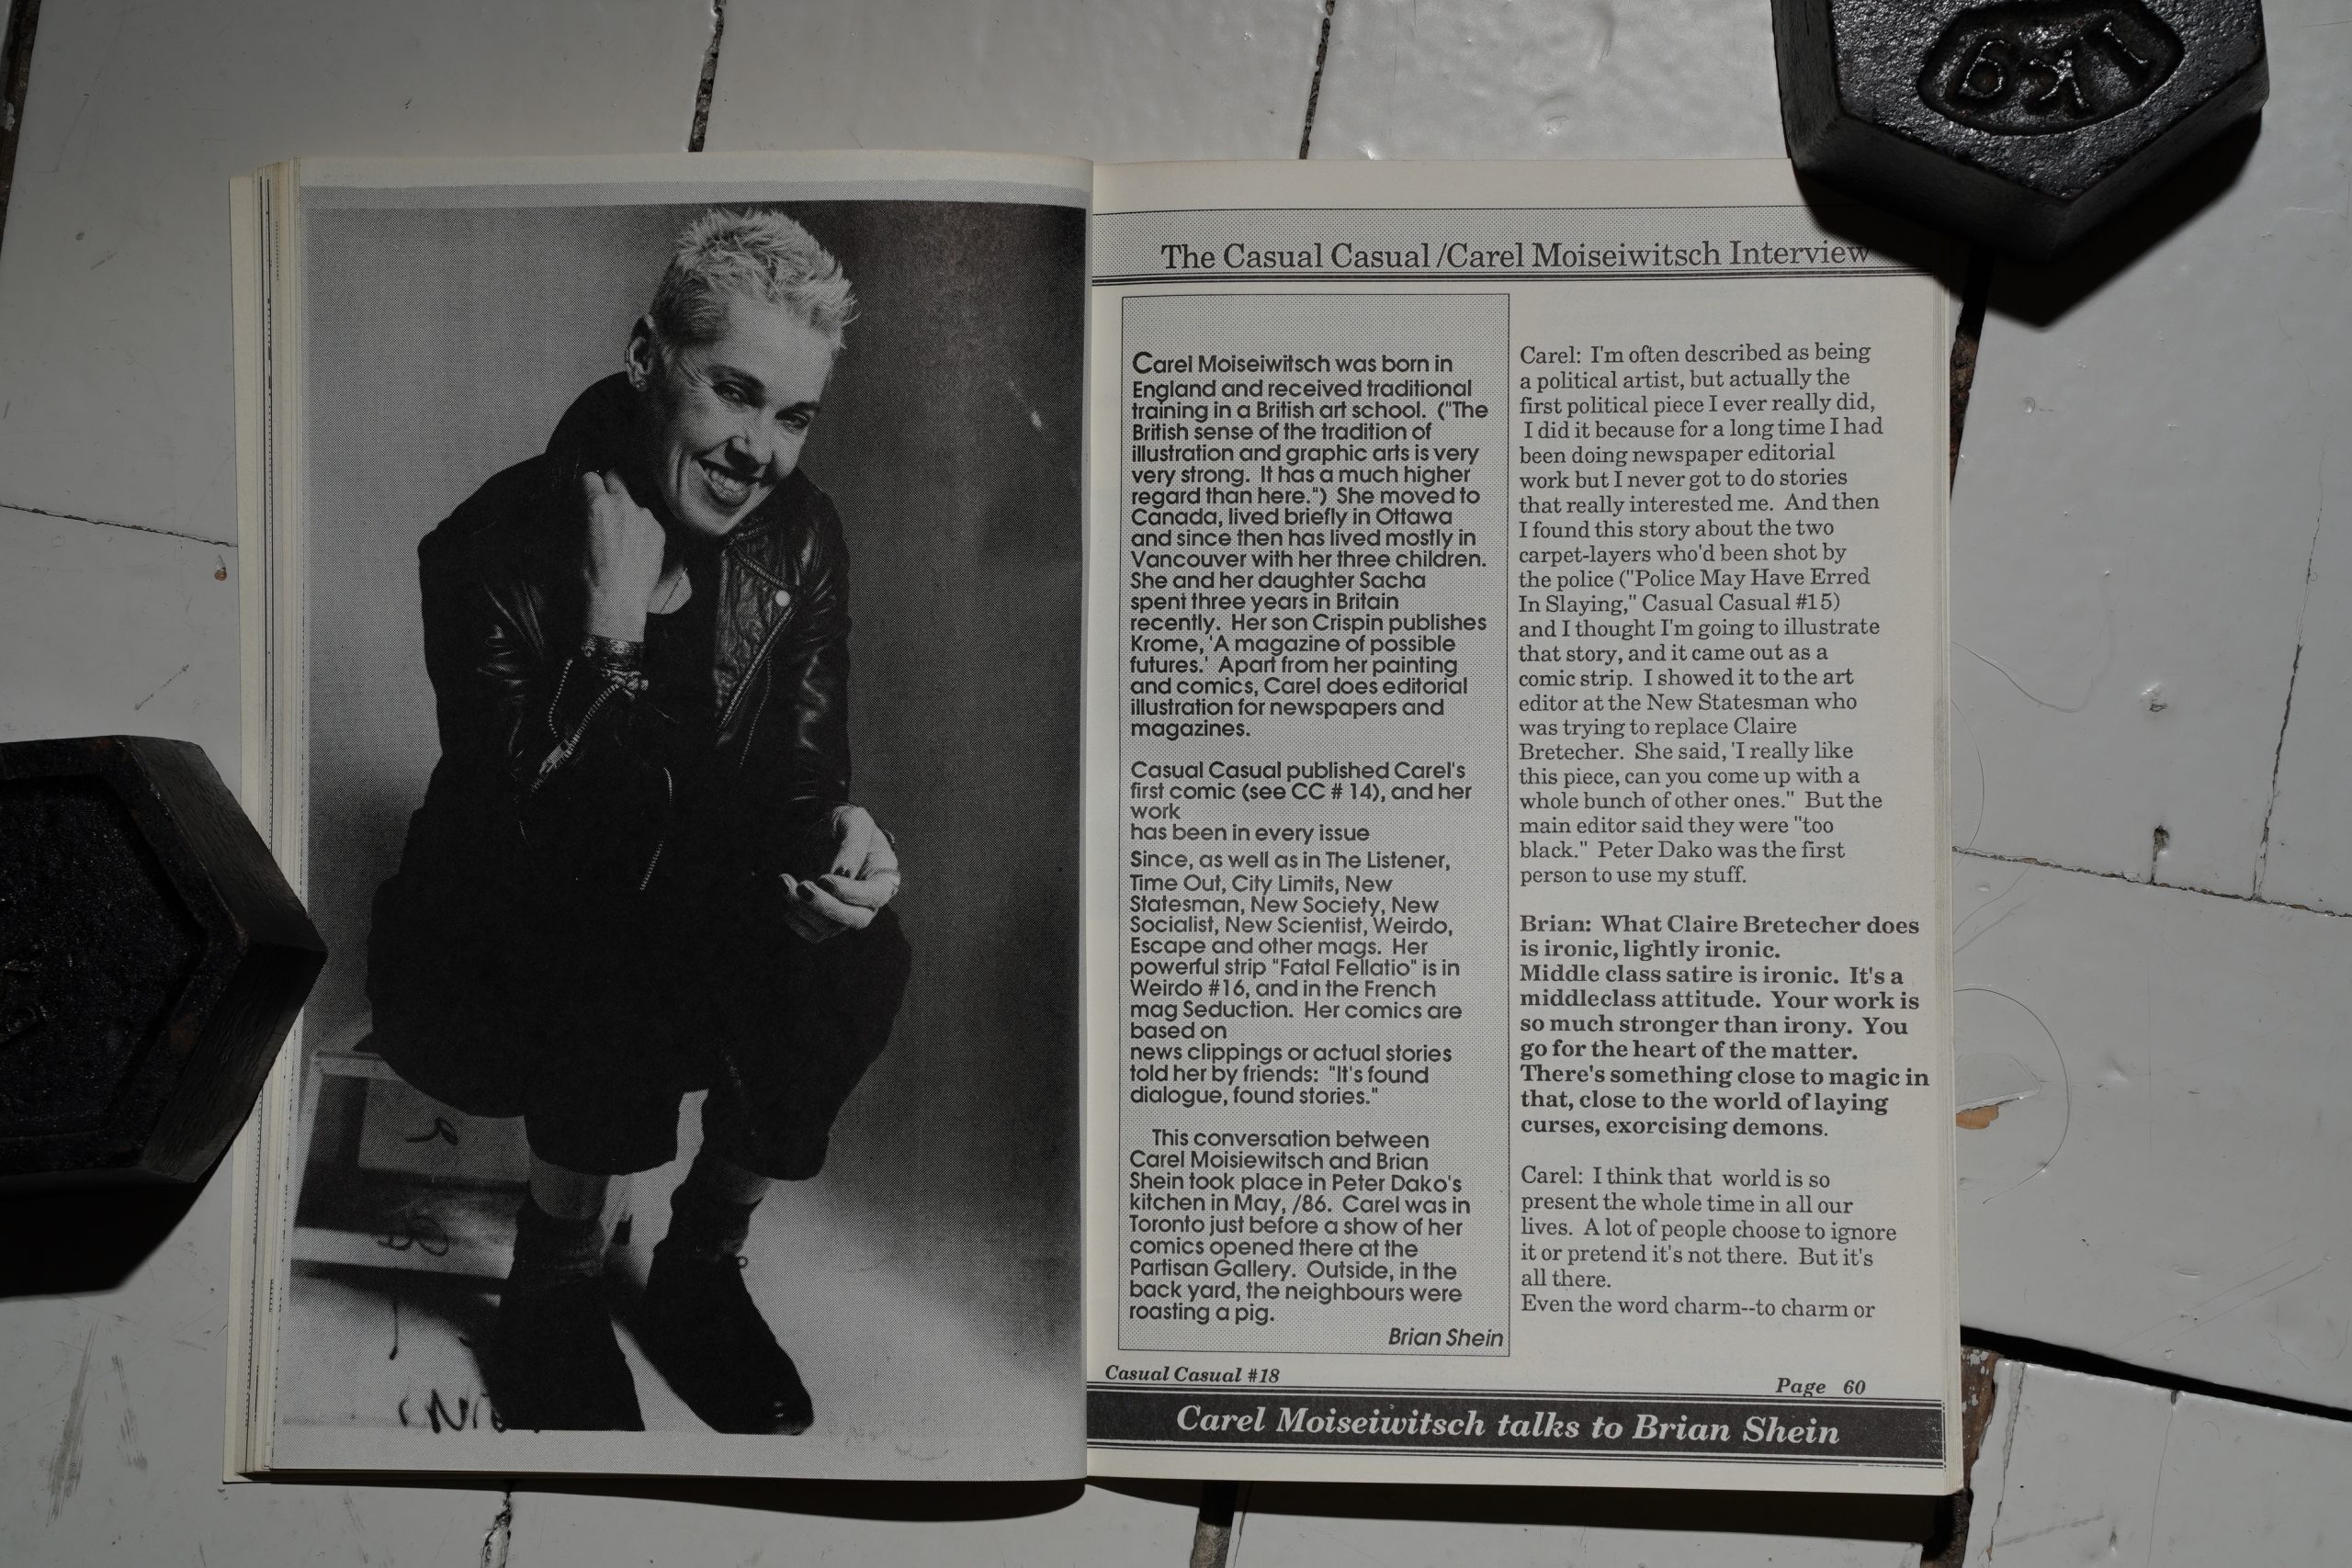 The Casual Casual /Carel Moiseiwitsch Interview
Carel Moiseiwitsch was born in
England and received traditional
training in a British art school.  ("The
British sense of the tradition of
illustration and graphic arts is very
very strong.  It has a much higher
regard than here.")  She moved to
Canada, lived briefly in Ottawa
and since then has lived mostly in
Vancouver with her three children.
She and her daughter Sacha
spent three years in Britain
recently.  Her son Crispin publishes
Krome, 'A magazine of possible
futures.'  Apart from her painting
and comics, Carel does editorial
illustration for newspapers and
magazines.
Casual Casual published Carel's
first comic (see CC # 14), and her
work
has been in every issue
Since, as well as in The Listener,
Time Out, City Limits, New
Statesman, New Society, New
Socialist, New Scientist, Weirdo,
Escape and other mags.  Her
powerful strip "Fatal Fellatio" is in
Weirdo #16, and in the French
mag Seduction.  Her comics are
based on
news clippings or actual stories
told her by friends:  "It's found
dialogue, found stories."
This conversation between
Carel Moisiewitsch and Brian
Shein took place in Peter Dako's
kitchen in May, /86.  Carel was in
Toronto just before a show of her
comics opened there at the
Partisan Gallery.  Outside, in the
back yard, the neighbours were
roasting a pig.
Brian Shein
Carel:  I'm often described as being
a political artist, but actually the
first political piece I ever really did,
I did it because for a long time I had
been doing newspaper editorial
work but I never got to do stories
that really interested me.  And then
I found this story about the two
carpet-layers who'd been shot by
the police ("Police May Have Erred
In Slaying," Casual Casual #15)
and I thought I'm going to illustrate
that story, and it came out as a
comic strip.  I showed it to the art
editor at the New Statesman who
was trying to replace Claire
Bretecher.  She said, 'I really like
this piece, can you come up with a
whole bunch of other ones."  But the
main editor said they were "too
black."  Peter Dako was the first
person to use my stuff.
Brian:  What Claire Bretecher does
is ironic, lightly ironic.
Middle class satire is ironic.  It's a
middleclass attitude.  Your work is
so much stronger than irony.  You
go for the heart of the matter.
There's something close to magic in
that, close to the world of laying
curses, exorcising demons.
Carel:  I think that  world is so
present the whole time in all our
lives.  A lot of people choose to ignore
it or pretend it's not there.  But it's
all there.
Even the word charm--to charm or
Casual Casual #18
Page 60
Carel Moiseiwitsch talks to Brian Shein
1 K G